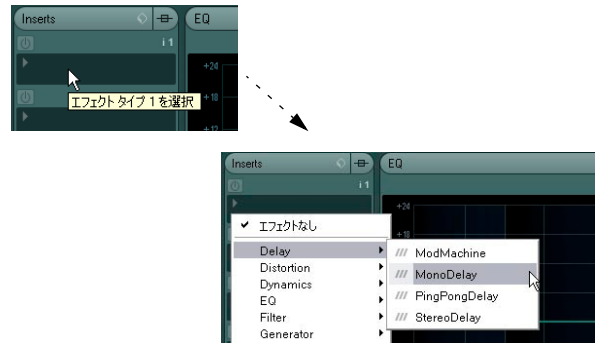 Inserts
EQ
i 1
+24
+18
エフェクト タイプ 1 を選択
+12
Inserts
EQ
i 1
+24
+18
✔ エフェクトなし
Delay
Distortion
Dynamics
EQ
Filter
Generator
ModMachine
MonoDelay
PingPongDelay
StereoDelay